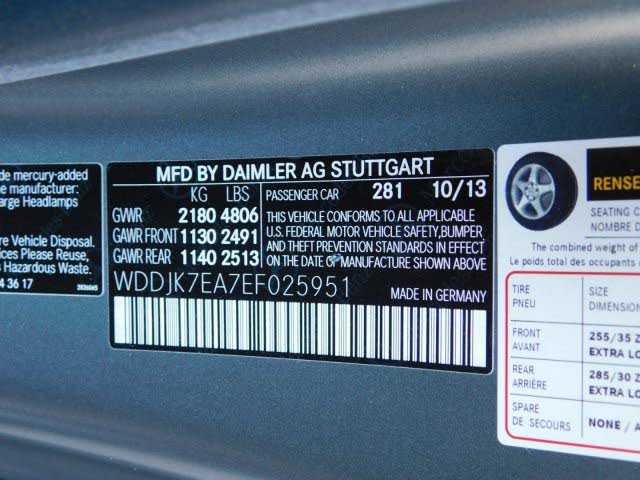 de mercury-added
e manufacturer:
arge Headlamps
re Vehicle Disposal.
ices Please Reuse,
s Hazardous Waste.
4 36 17
MFD BY DAIMLER AG STUTTGART
KG LBS
PASSENGER CAR 281 10/13
GVWR 2180 4806
GAWR FRONT 1130 2491
GAWR REAR 1140 2513
THIS VEHICLE CONFORMS TO ALL APPLICABLE
U.S. FEDERAL MOTOR VEHICLE SAFETY,BUMPER
AND THEFT PREVENTION STANDARDS IN EFFECT
ON THE DATE OF MANUFACTURE.
WDDJK7EA7EF025951
MADE IN GERMANY
RENSE
SEATING C
NOMBRE D
The combined weight of
Le poids total des occupants
TIRE SIZE
PNEU DIMENSION
FRONT 255/35 Z
AVANT EXTRA LO
REAR 285/30 Z
ARRIÈRE EXTRA LO
SPARE NONE / A
DE SECOURS